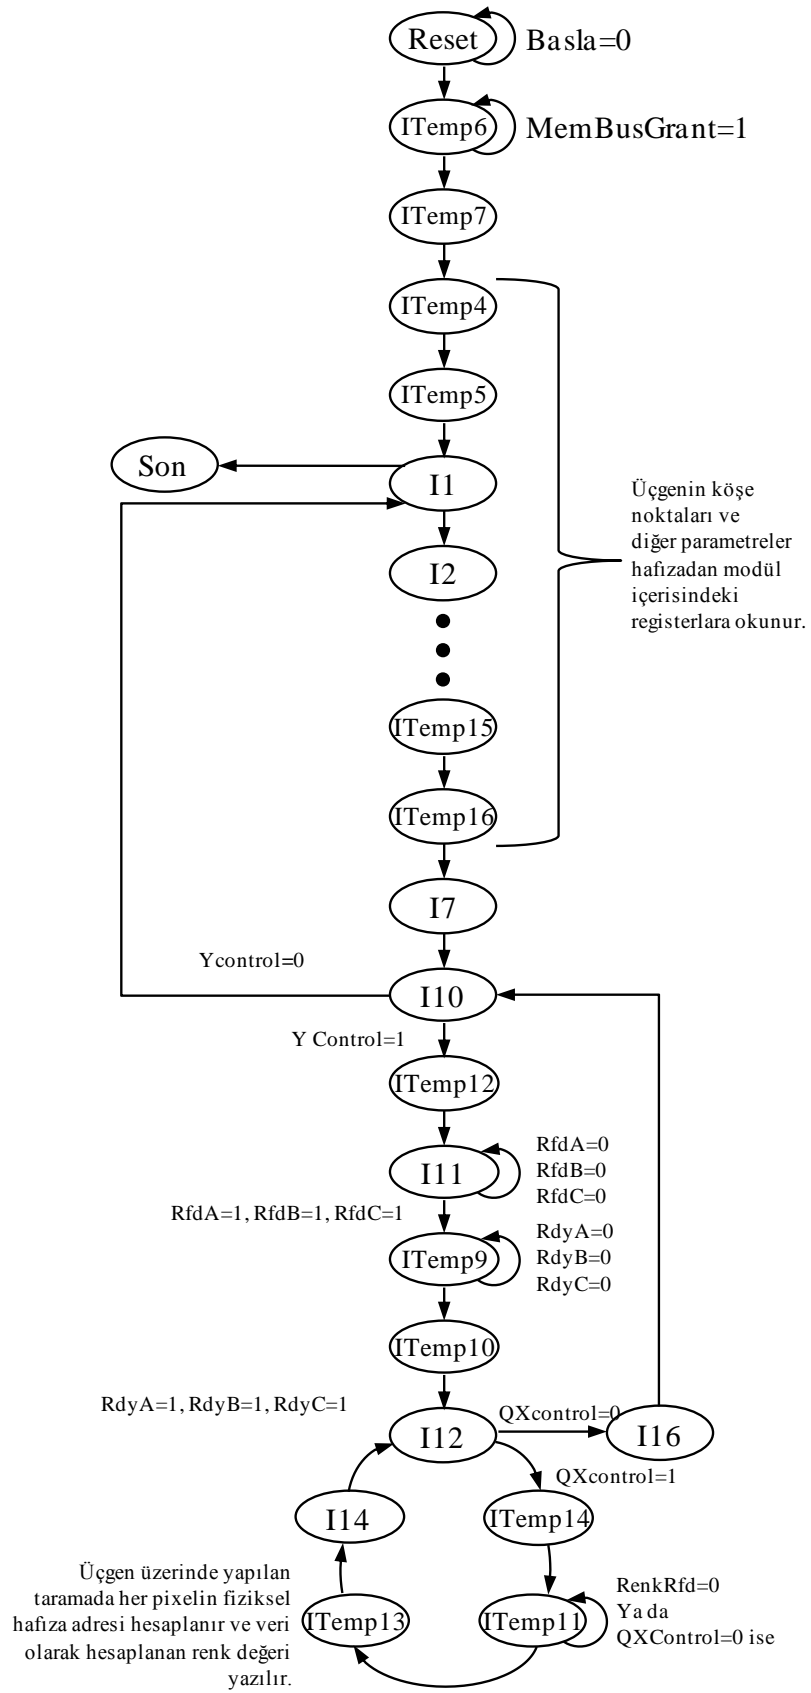 Reset
Basla=0
ITemp6
MemBusGrant=1
ITemp7
ITemp4
ITemp5
Son
I1
I2
Üçgenin köşe
noktaları ve
diğer parametreler
hafızadan modül
içerisindeki
registerlara okunur.
ITemp15
ITemp16
I7
Ycontrol=0
I10
Y Control=1
ITemp12
I11
RfdA=0
RfdB=0
RfdC=0
RfdA=1, RfdB=1, RfdC=1
ITemp9
RdyA=0
RdyB=0
RdyC=0
ITemp10
RdyA=1, RdyB=1, RdyC=1
I12
QXcontrol=0
I16
QXcontrol=1
I14
ITemp14
Üçgen üzerinde yapılan
taramada her pixelin fiziksel
hafıza adresi hesaplanır ve veri
olarak hesaplanan renk değeri
yazılır.
ITemp13
ITemp11
RenkRfd=0
Ya da
QXControl=0 ise